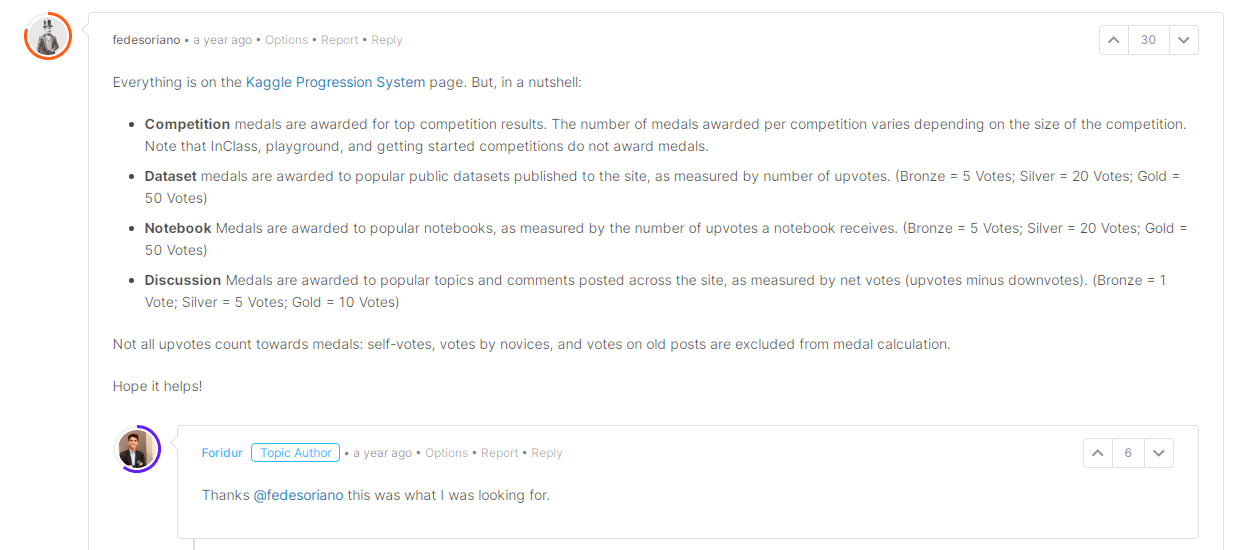 fedesoriano • a year ago • Options • Report • Reply
30
Everything is on the Kaggle Progression System page. But, in a nutshell:
• Competition medals are awarded for top competition results. The number of medals awarded per competition varies depending on the size of the competition.
Note that InClass, playground, and getting started competitions do not award medals.
• Dataset medals are awarded to popular public datasets published to the site, as measured by number of upvotes. (Bronze = 5 Votes; Silver = 20 Votes; Gold =
50 Votes)
• Notebook Medals are awarded to popular notebooks, as measured by the number of upvotes a notebook receives. (Bronze = 5 Votes; Silver = 20 Votes; Gold =
50 Votes)
• Discussion Medals are awarded to popular topics and comments posted across the site, as measured by net votes (upvotes minus downvotes). (Bronze = 1
Vote; Silver = 5 Votes; Gold = 10 Votes)
Not all upvotes count towards medals: self-votes, votes by novices, and votes on old posts are excluded from medal calculation.
Hope it helps!
Foridur Topic Author • a year ago • Options • Report • Reply
6
Thanks @fedesoriano this was what I was looking for.